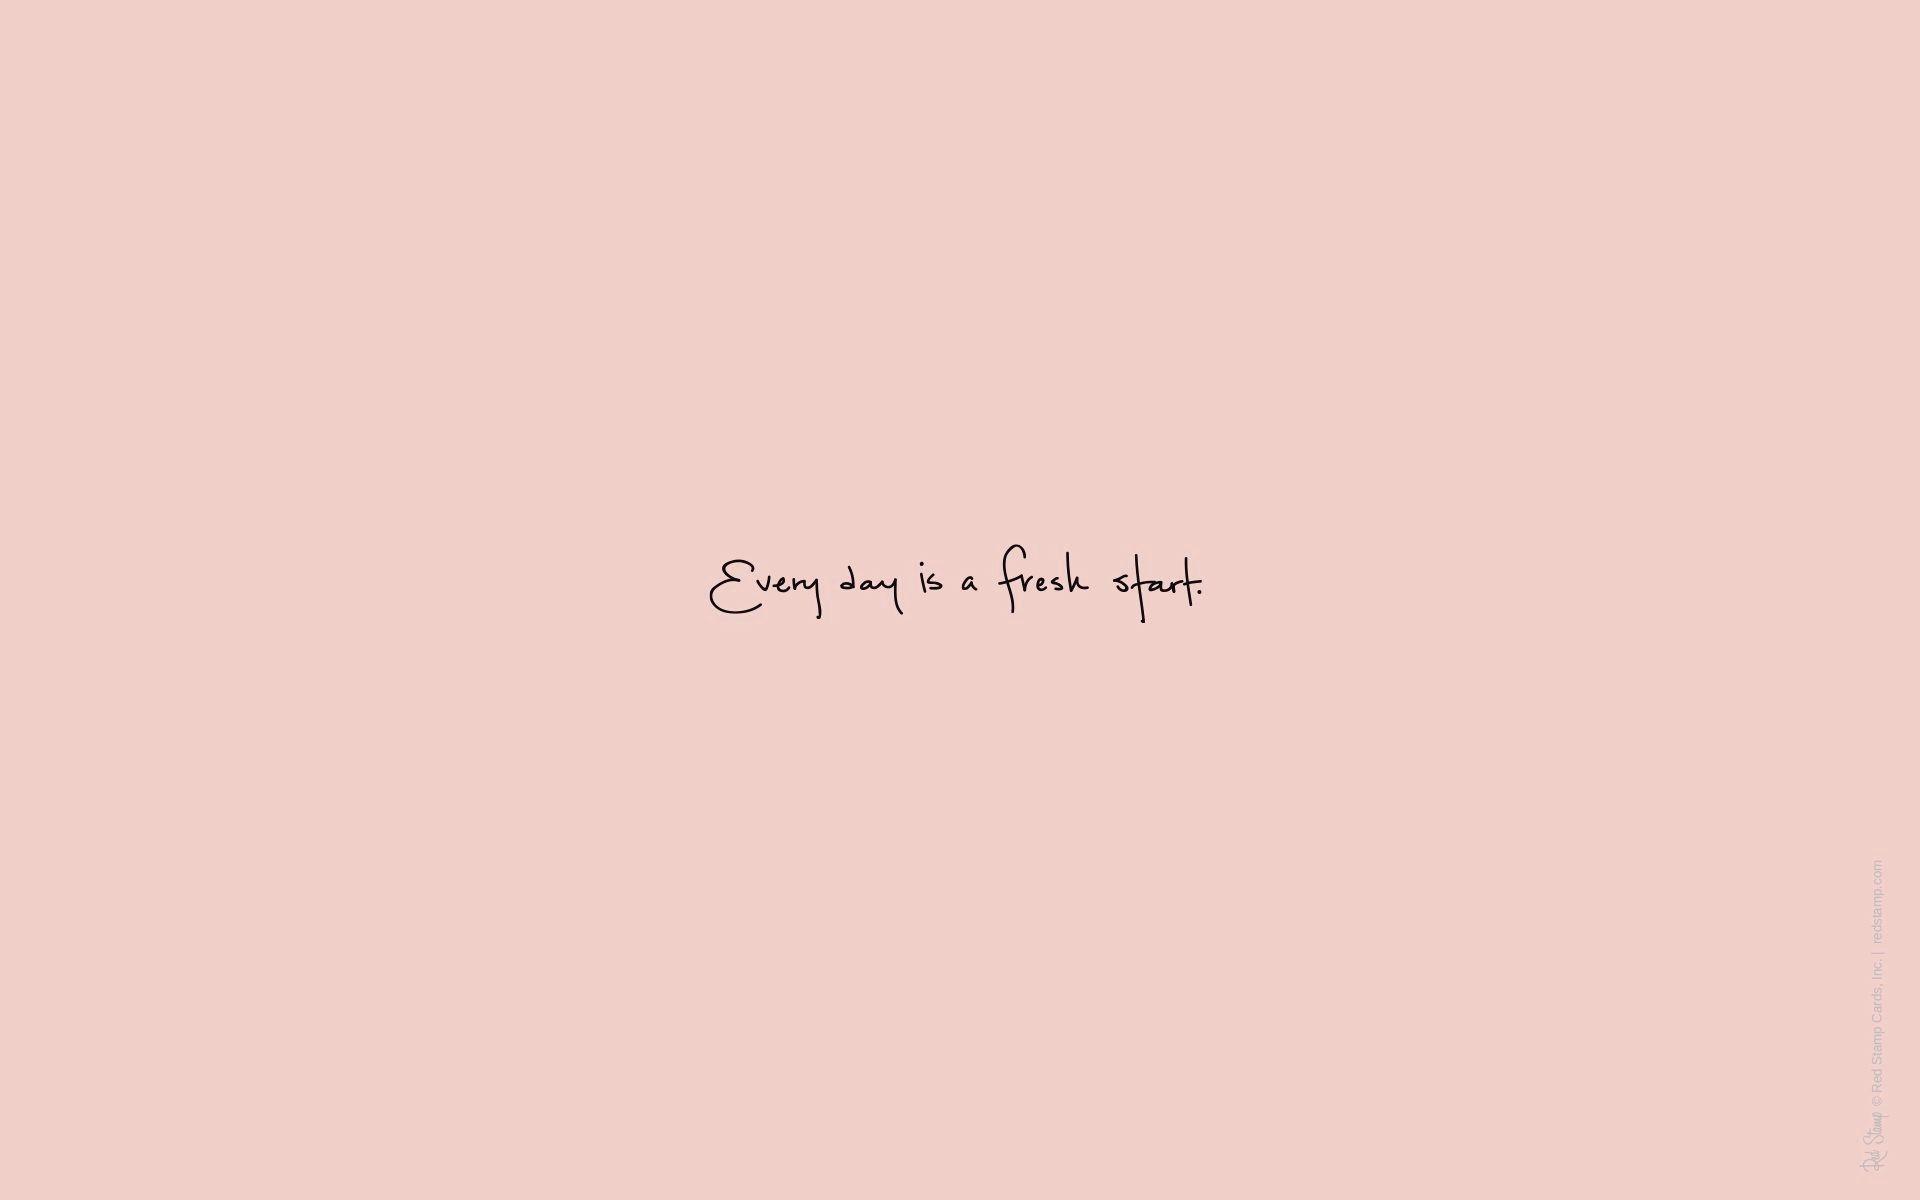 Every day is a fresh start.
Red Stamp © Red Stamp Cards, Inc. | redstamp.com